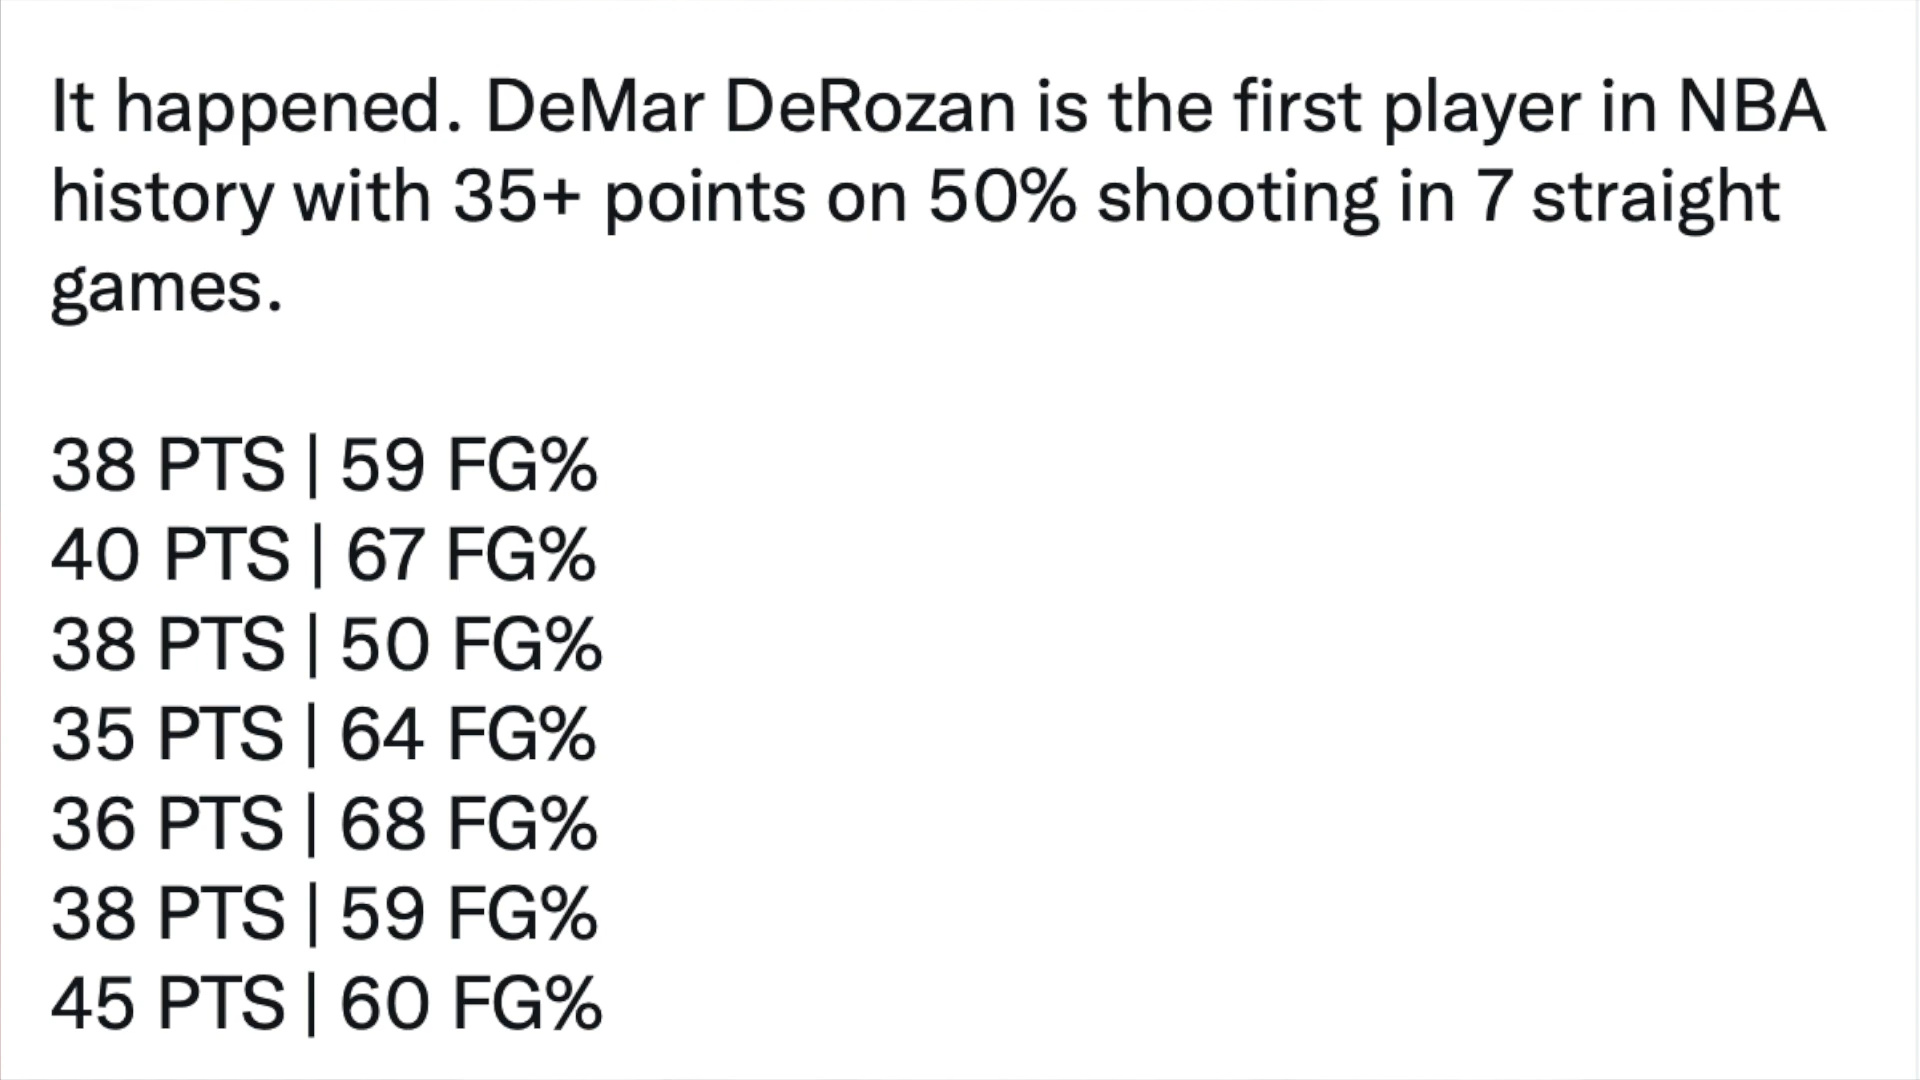 It happened. DeMar DeRozan is the first player in NBA
history with 35+ points on 50% shooting in 7 straight
games.
38 PTS | 59 FG%
40 PTS | 67 FG%
38 PTS | 50 FG%
35 PTS | 64 FG%
36 PTS | 68 FG%
38 PTS | 59 FG%
45 PTS | 60 FG%